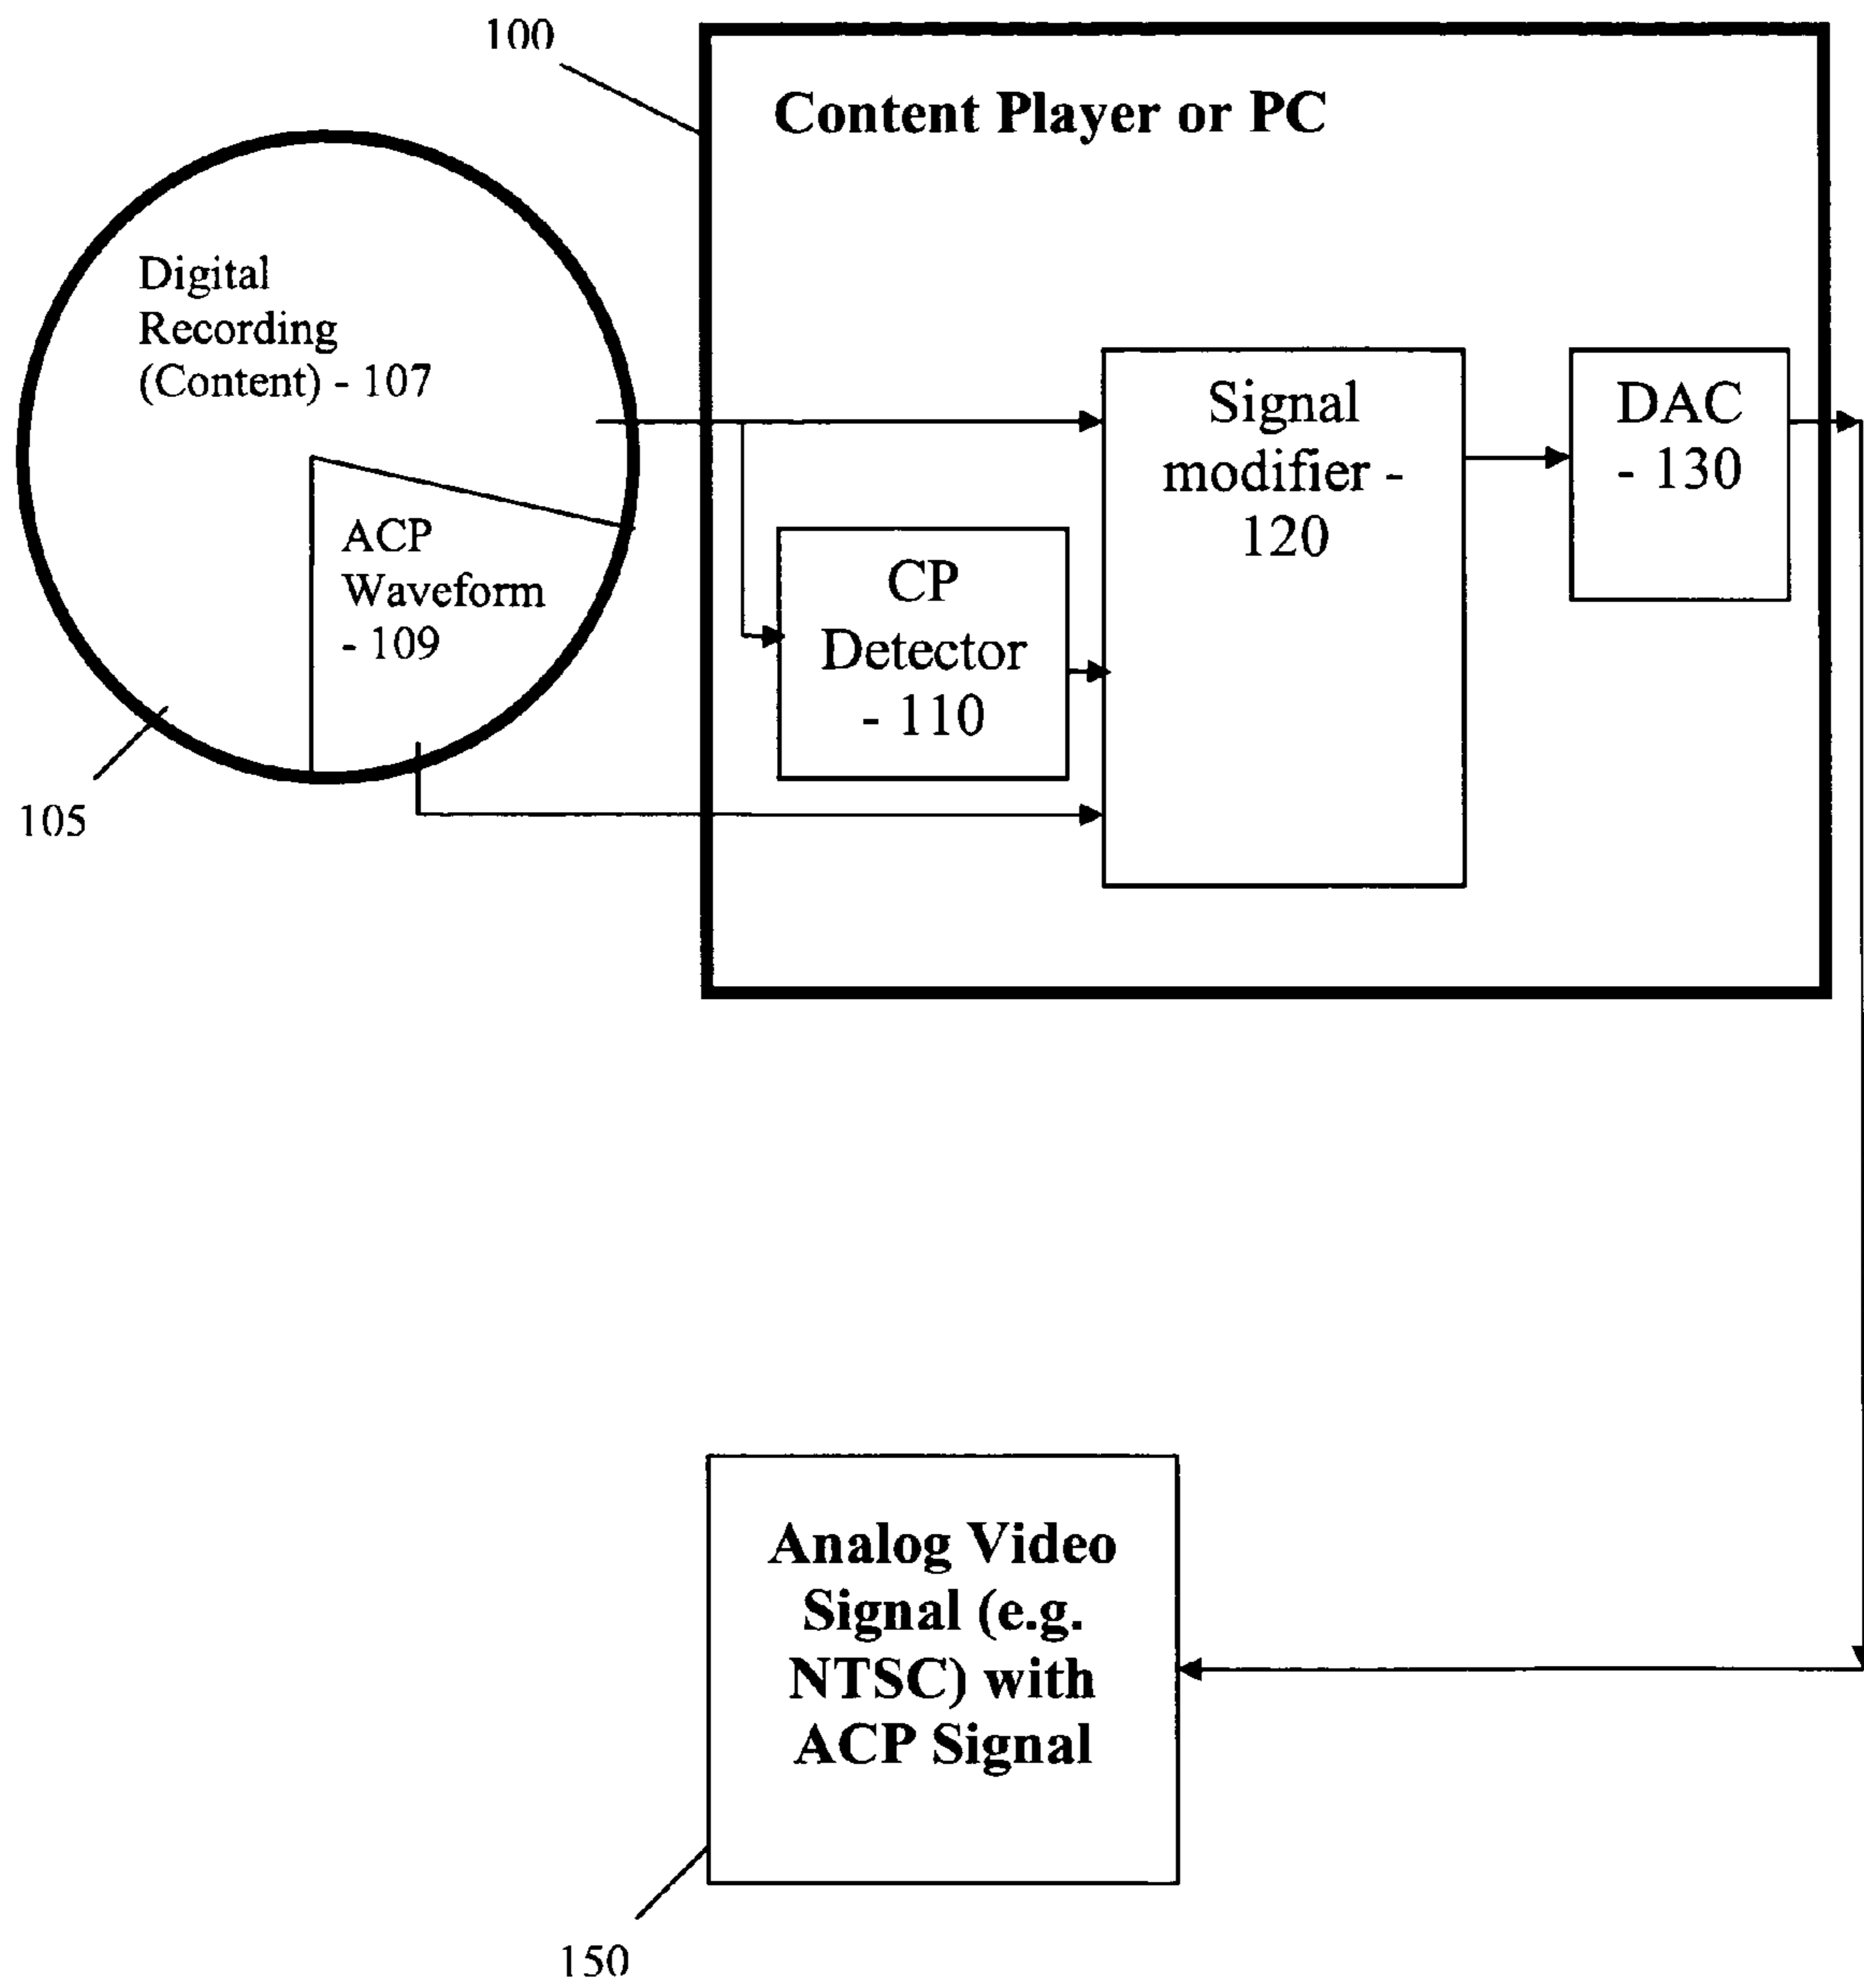 100
Content Player or PC
Digital
Recording
(Content) - 107
Signal
modifier -
120
DAC
- 130
ACP
Waveform
- 109
CP
Detector
- 110
105
Analog Video
Signal (e.g.
NTSC) with
ACP Signal
150